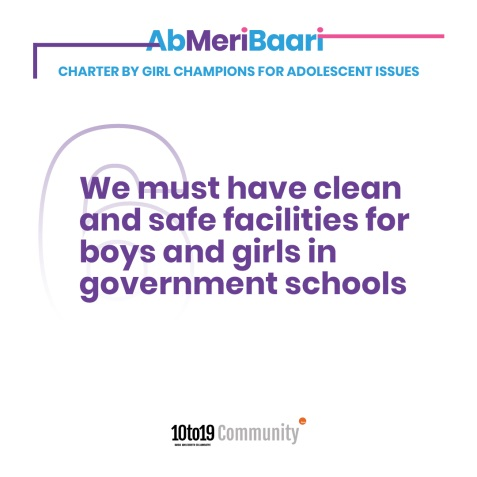 AbMeriBaari
CHARTER BY GIRL CHAMPIONS FOR ADOLESCENT ISSUES
6
We must have clean
and safe facilities for
boys and girls in
government schools
10to19 Community